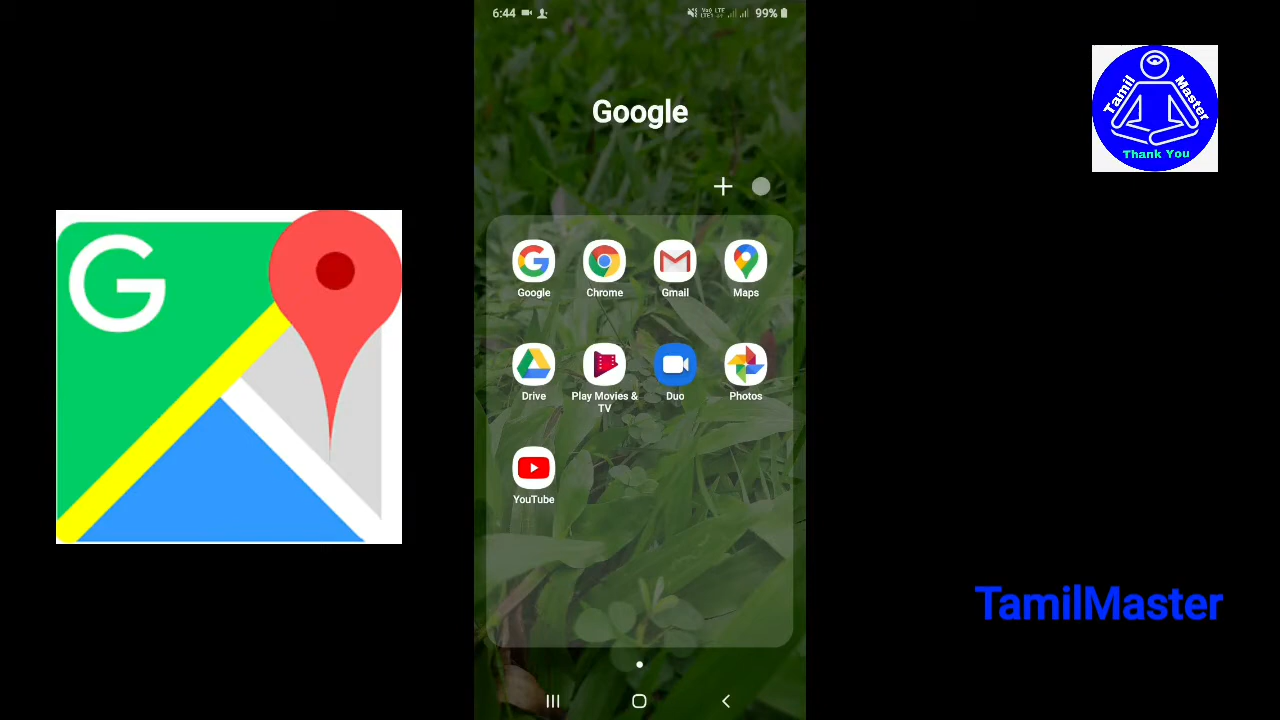 6:44
99%
Google
Google
Chrome
Gmail
Maps
Drive
Play Movies &
TV
Duo
Photos
YouTube
G
Tamil Master
Thank You
TamilMaster